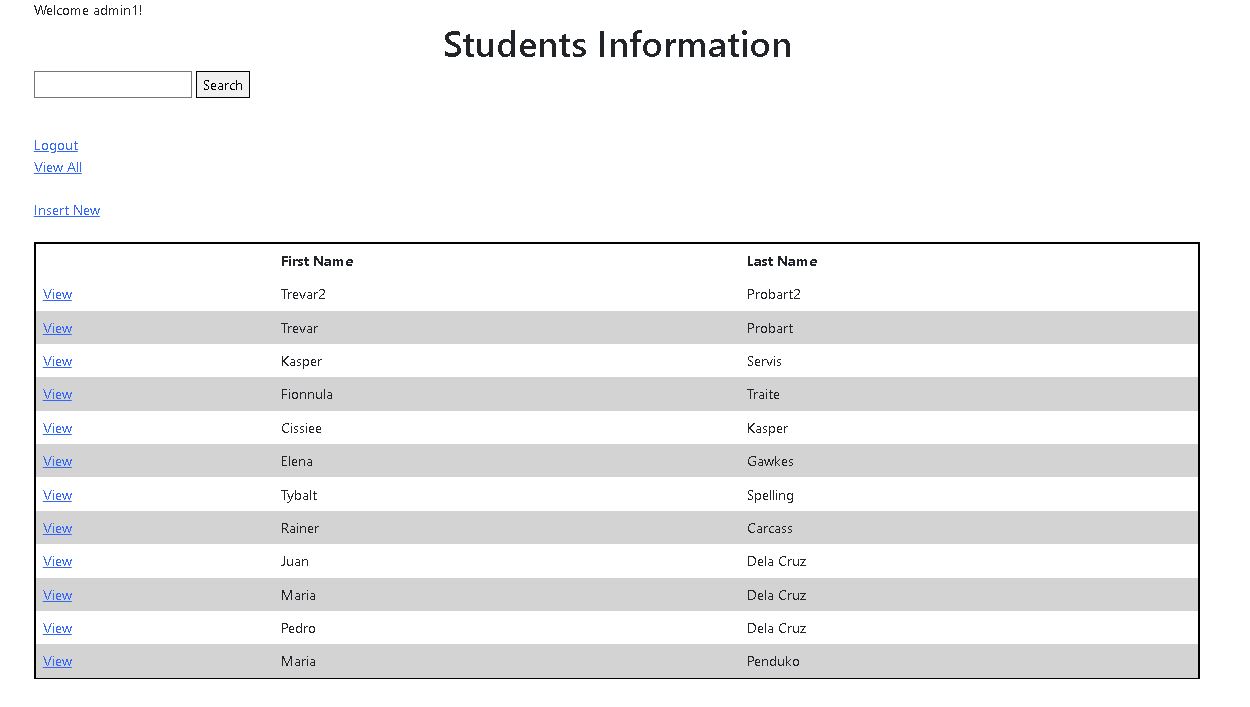 Welcome admin1!
Students Information
Search
Logout
View All
Insert New
First Name Last Name
View Trevar2 Probart2
View Trevar Probart
View Kasper Servis
View Fionnula Traite
View Cissiee Kasper
View Elena Gawkes
View Tybalt Spelling
View Rainer Carcass
View Juan Dela Cruz
View Maria Dela Cruz
View Pedro Dela Cruz
View Maria Penduko